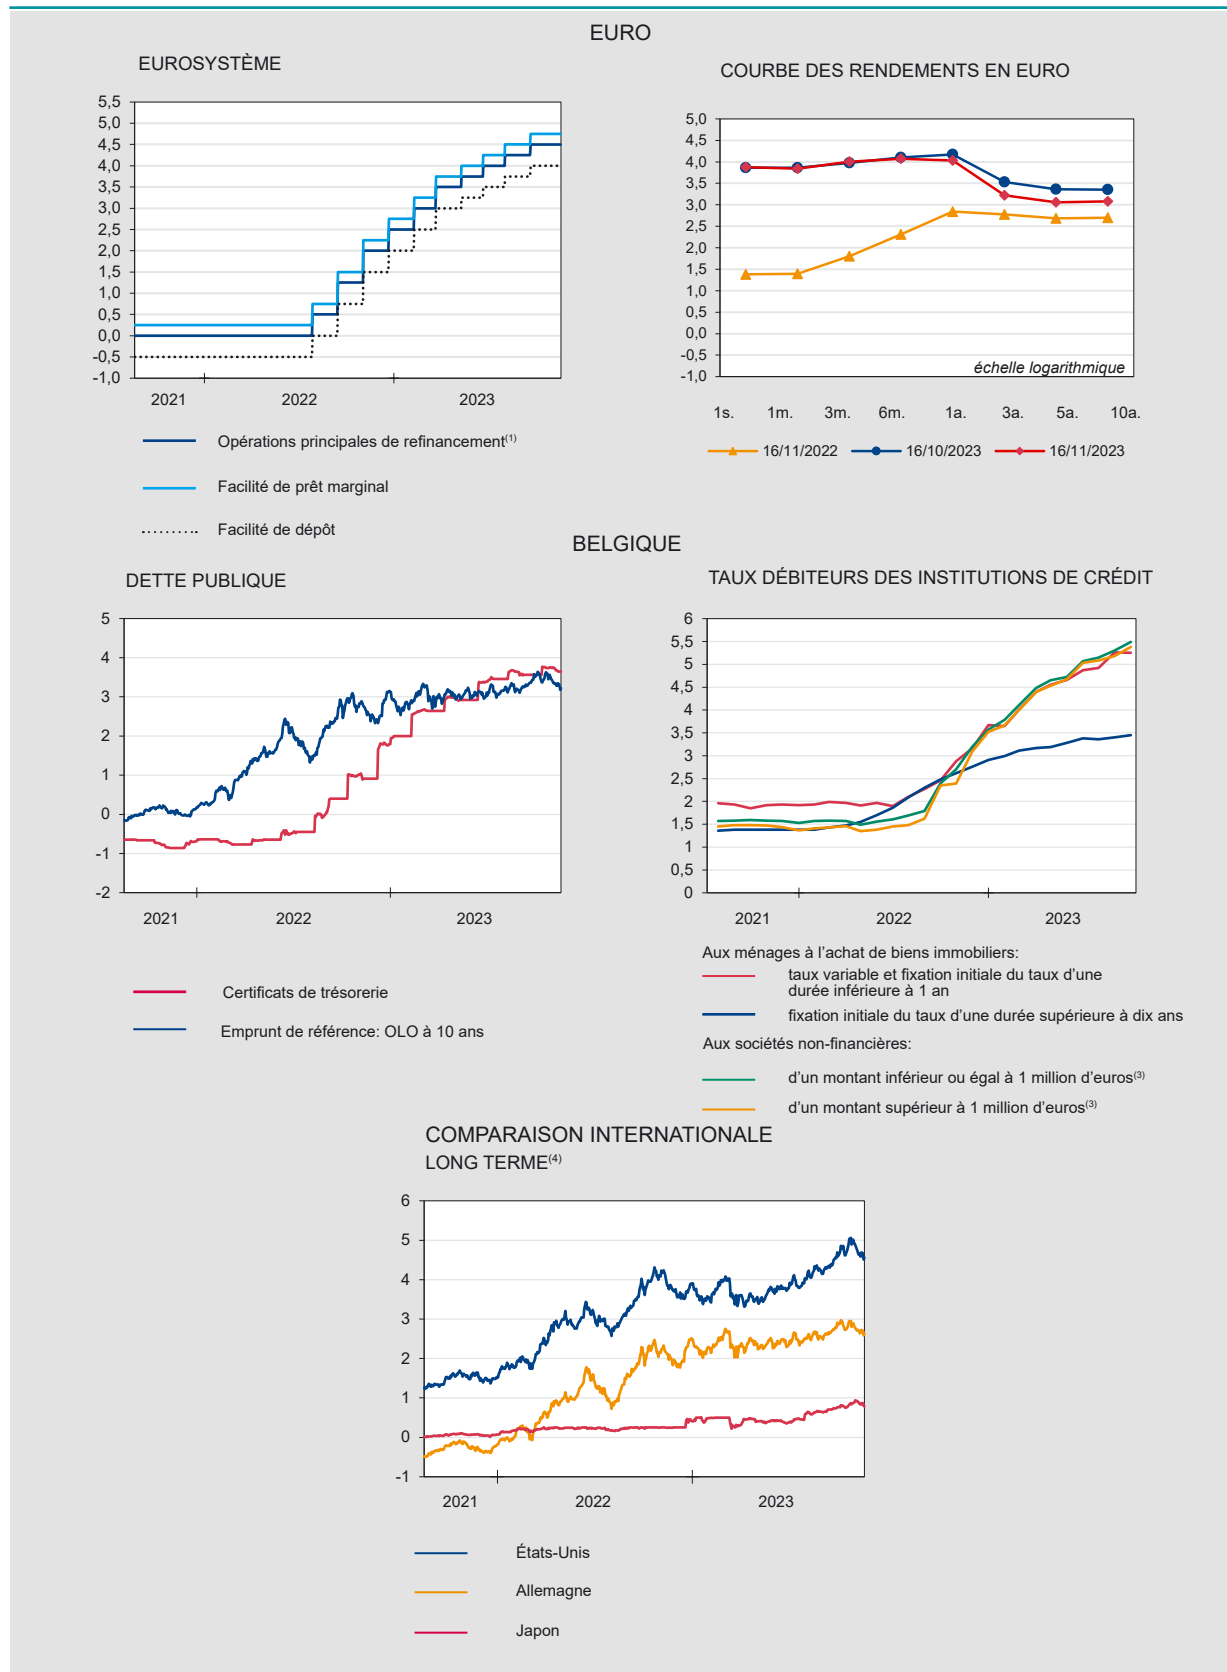 EURO
EUROSYSTÈME
5,5
5,0
4,5
4,0
3,5
3,0
2,5
2,0
1,5
1,0
0,5
0,0
-0,5
-1,0
2021 2022 2023
Opérations principales de refinancement(1)
Facilité de prêt marginal
Facilité de dépôt
COURBE DES RENDEMENTS EN EURO
5,0
4,5
4,0
3,5
3,0
2,5
2,0
1,5
1,0
0,5
0,0
-0,5
-1,0
échelle logarithmique
1s. 1m. 3m. 6m. 1a. 3a. 5a. 10a.
16/11/2022 16/10/2023 16/11/2023
BELGIQUE
DETTE PUBLIQUE
5
4
3
2
1
0
-1
-2
2021 2022 2023
Certificats de trésorerie
Emprunt de référence: OLO à 10 ans
TAUX DÉBITEURS DES INSTITUTIONS DE CRÉDIT
6
5,5
5
4,5
4
3,5
3
2,5
2
1,5
1
0,5
0
2021 2022 2023
Aux ménages à l'achat de biens immobiliers:
taux variable et fixation initiale du taux d'une
durée inférieure à 1 an
fixation initiale du taux d'une durée supérieure à dix ans
Aux sociétés non-financières:
d'un montant inférieur ou égal à 1 million d'euros(3)
d'un montant supérieur à 1 million d'euros(3)
COMPARAISON INTERNATIONALE
LONG TERME(4)
6
5
4
3
2
1
0
-1
2021 2022 2023
États-Unis
Allemagne
Japon